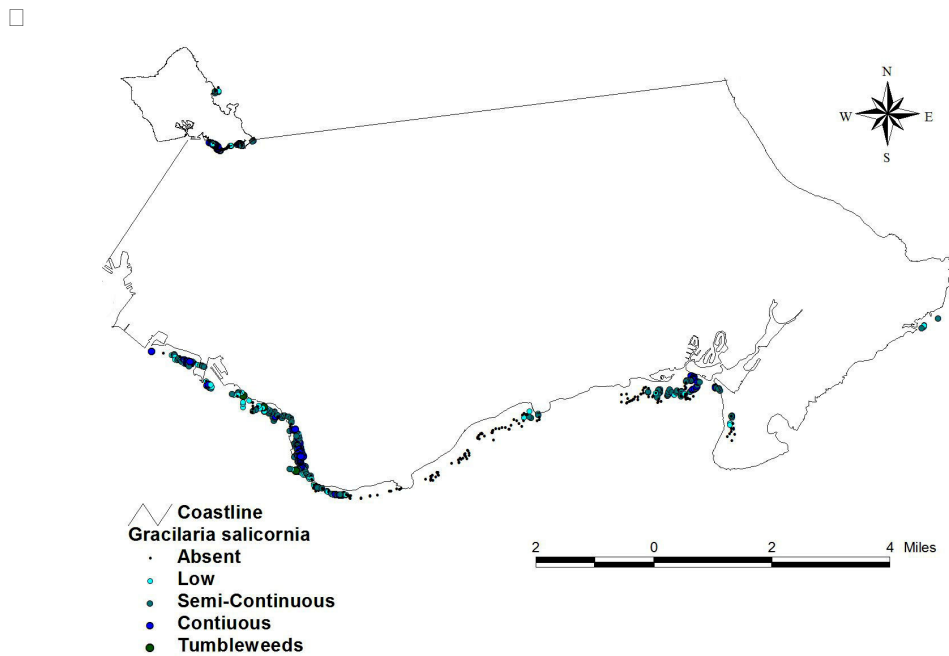 N
W E
S
Coastline
Gracilaria salicornia
Absent
Low
Semi-Continuous
Contiuous
Tumbleweeds
2 0 2 4 Miles